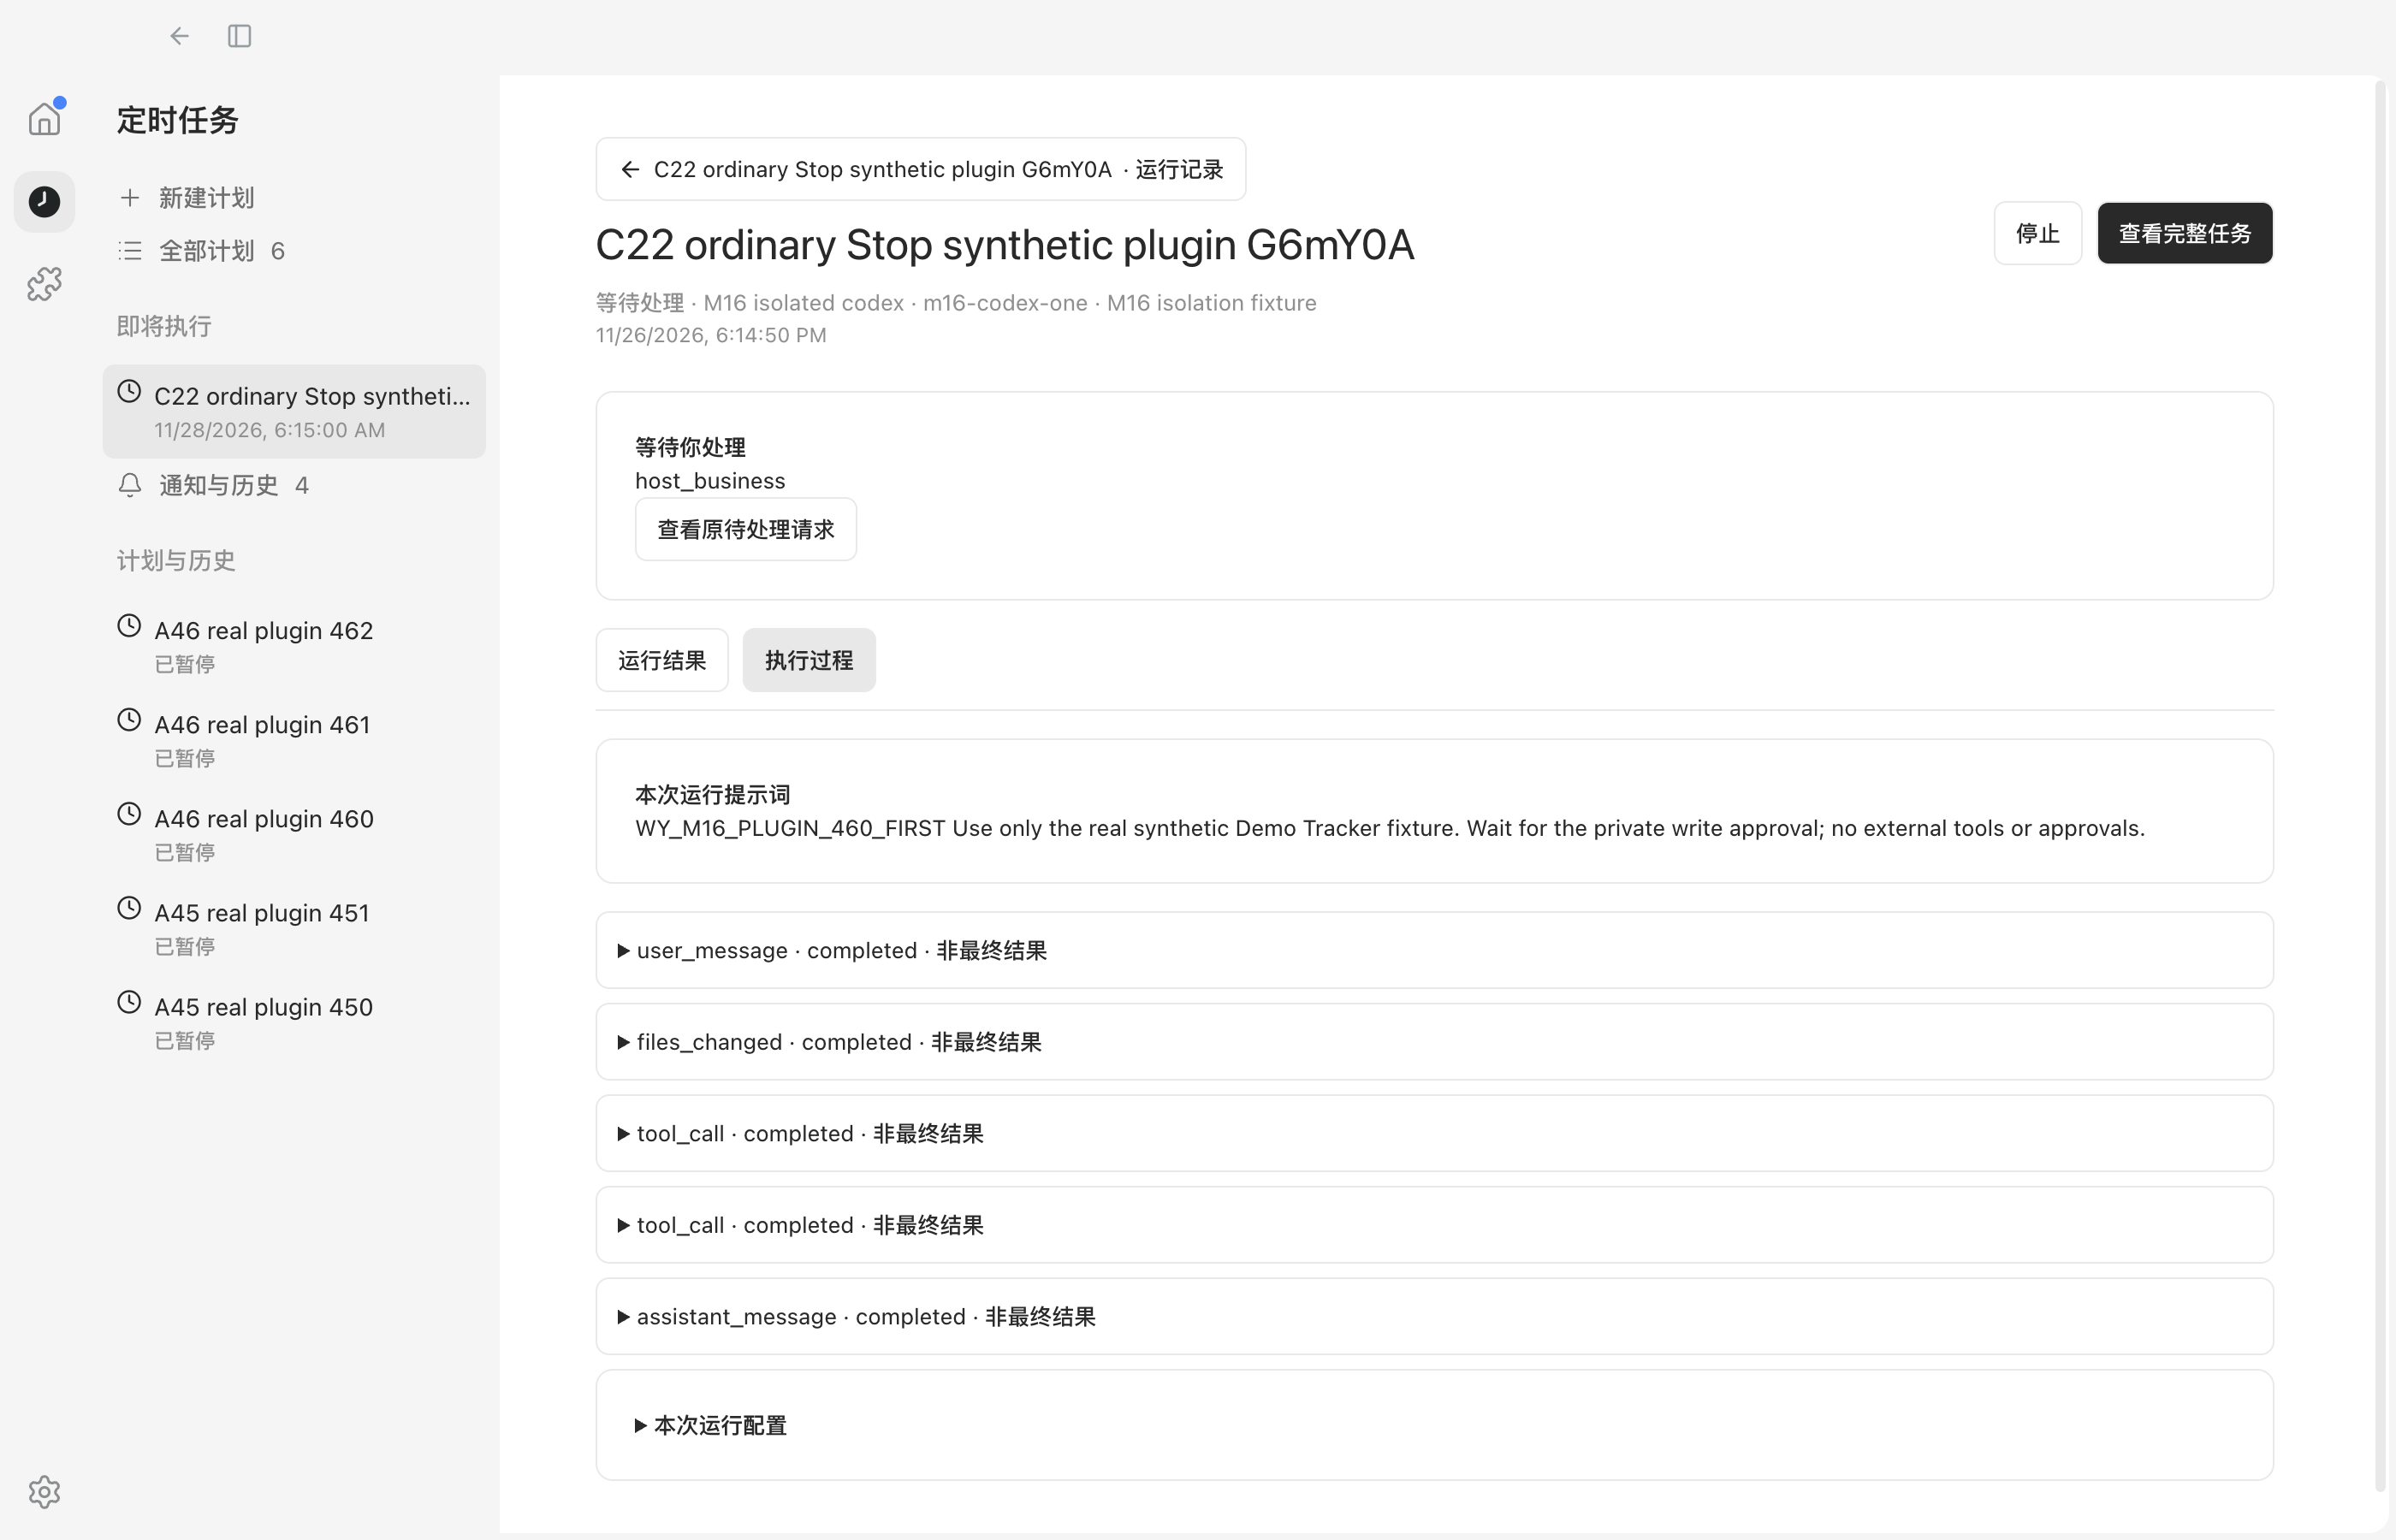 定时任务
新建计划
全部计划 6
即将执行
C22 ordinary Stop syntheti...
11/28/2026, 6:15:00 AM
通知与历史 4
计划与历史
A46 real plugin 462
已暂停
A46 real plugin 461
已暂停
A46 real plugin 460
已暂停
A45 real plugin 451
已暂停
A45 real plugin 450
已暂停
C22 ordinary Stop synthetic plugin G6mY0A · 运行记录
C22 ordinary Stop synthetic plugin G6mY0A
停止
查看完整任务
等待处理 · M16 isolated codex · m16-codex-one · M16 isolation fixture
11/26/2026, 6:14:50 PM
等待你处理
host_business
查看原待处理请求
运行结果
执行过程
本次运行提示词
WY_M16_PLUGIN_460_FIRST Use only the real synthetic Demo Tracker fixture. Wait for the private write approval; no external tools or approvals.
user_message · completed · 非最终结果
files_changed · completed · 非最终结果
tool_call · completed · 非最终结果
tool_call · completed · 非最终结果
assistant_message · completed · 非最终结果
本次运行配置